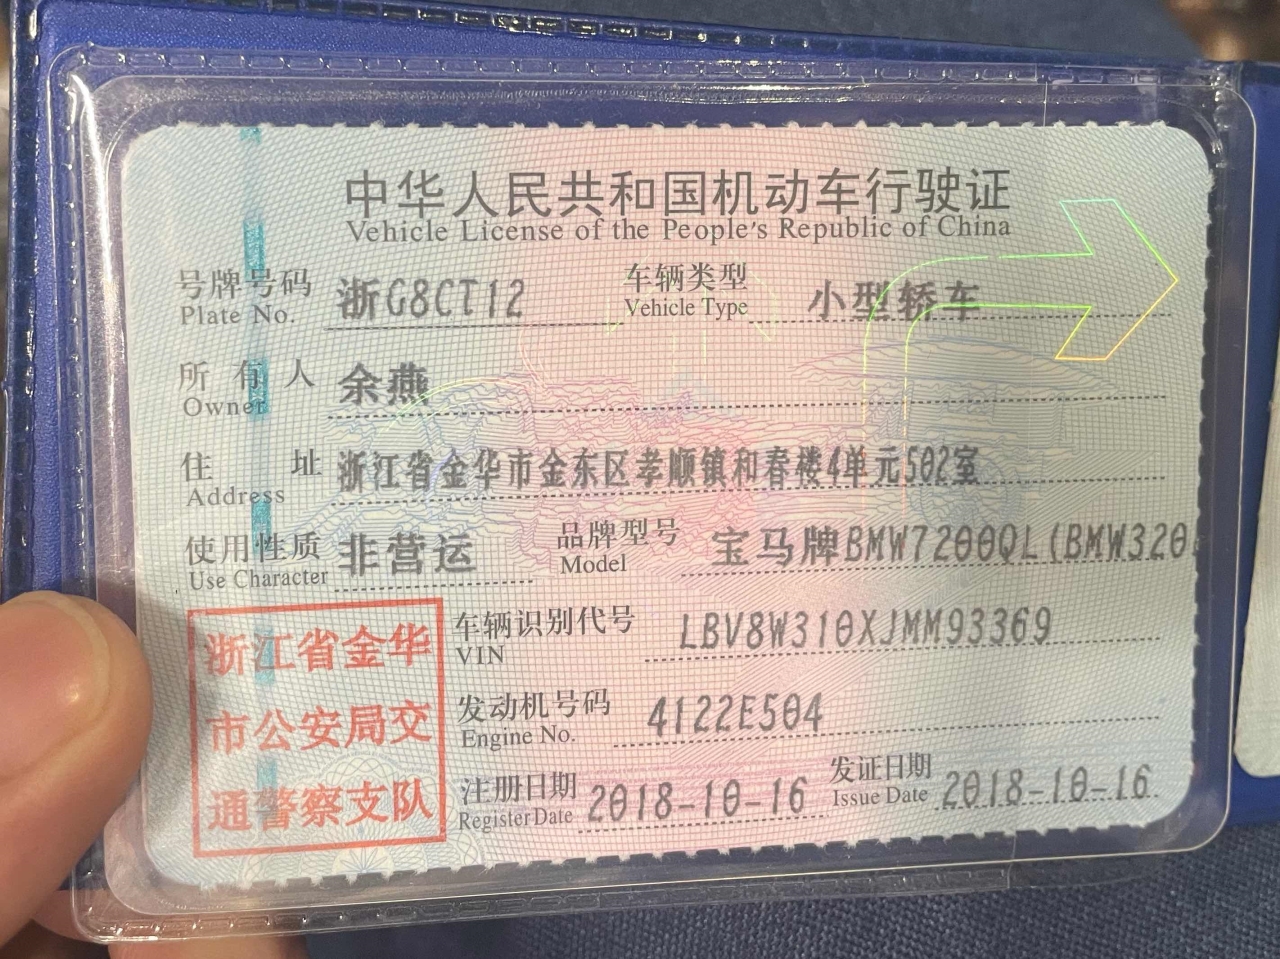 中华人民共和国机动车行驶证
Vehicle License of the People's Republic of China
号牌号码 浙G8CT12 车辆类型 小型轿车
Plate No. Vehicle Type
所有人 余燕
Owner
住址 浙江省金华市金东区孝顺镇和春楼4单元502室
Address
使用性质 非营运 品牌型号 宝马牌BMW7200QL(BMW320
Use Character Model
车辆识别代号 LBV8W310XJMM93369
VIN
发动机号码 4122E504
Engine No.
注册日期 2018-10-16 发证日期 2018-10-16
Register Date Issue Date
浙江省金华
市公安局交
通警察支队